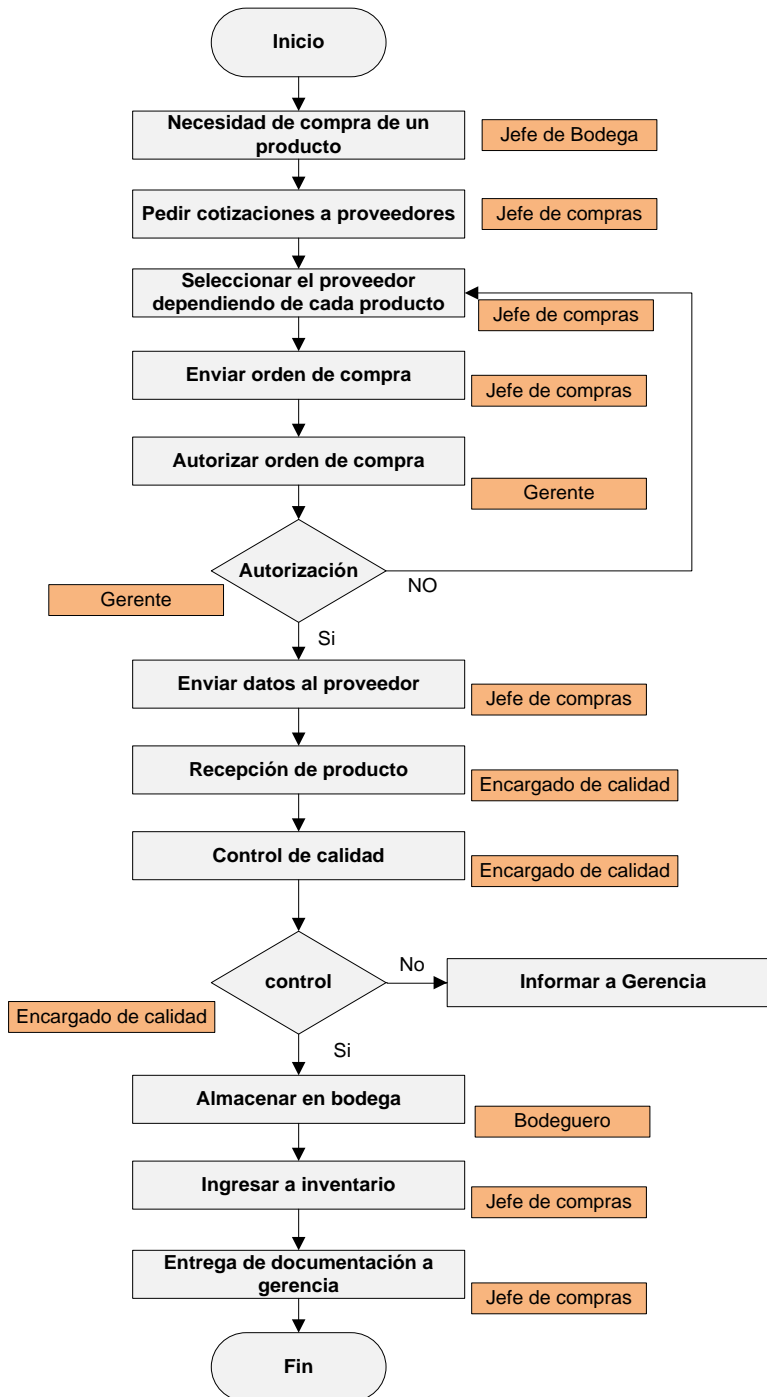 Inicio
Necesidad de compra de un
producto
Jefe de Bodega
Pedir cotizaciones a proveedores
Jefe de compras
Seleccionar el proveedor
dependiendo de cada producto
Jefe de compras
Enviar orden de compra
Jefe de compras
Autorizar orden de compra
Gerente
Autorización
NO
Gerente
Si
Enviar datos al proveedor
Jefe de compras
Recepción de producto
Encargado de calidad
Control de calidad
Encargado de calidad
control
No
Informar a Gerencia
Encargado de calidad
Si
Almacenar en bodega
Bodeguero
Ingresar a inventario
Jefe de compras
Entrega de documentación a
gerencia
Jefe de compras
Fin